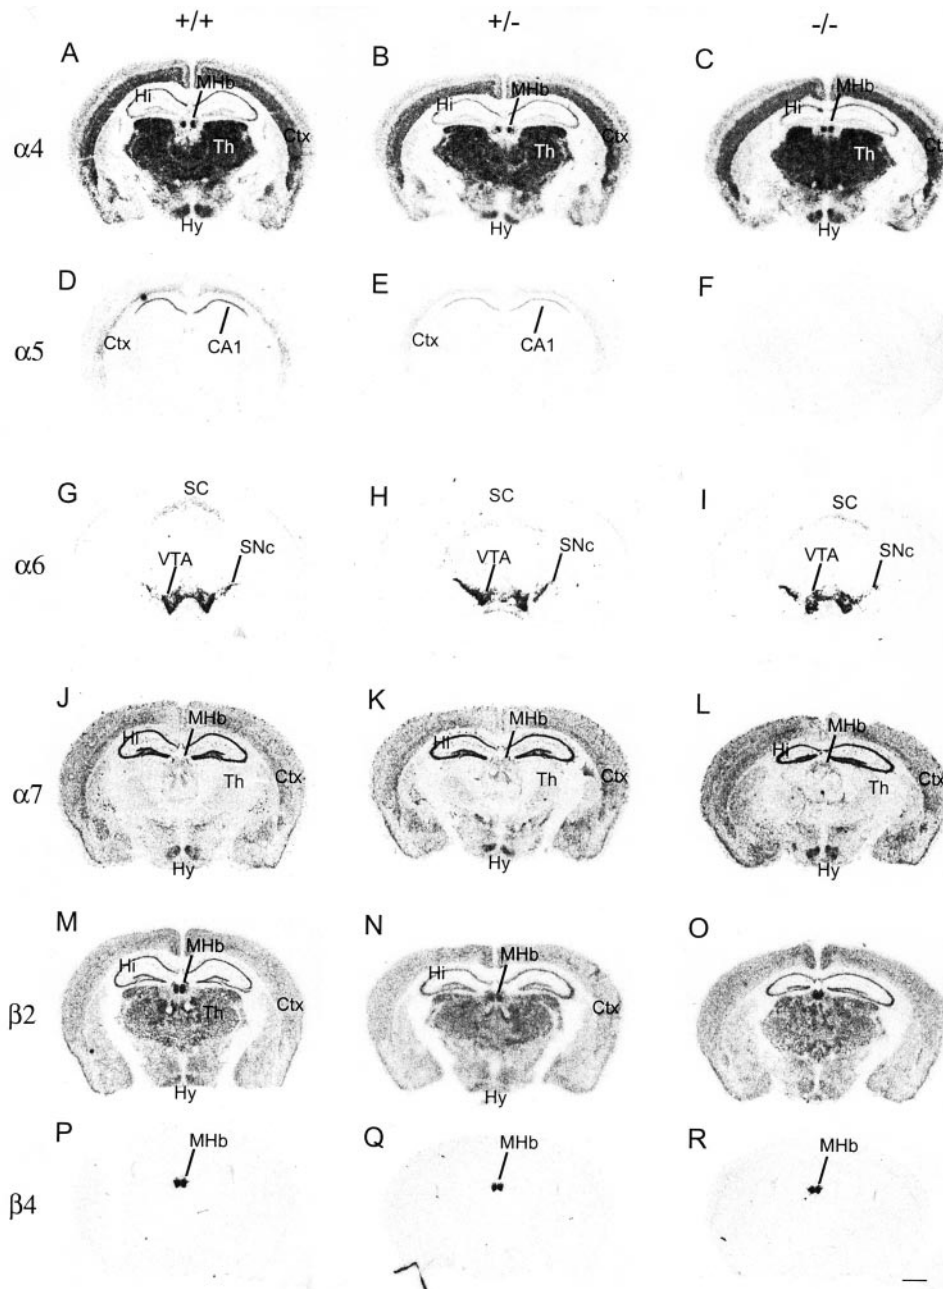 +/+ +/- -/-
A B C
MHb MHb MHb
Hi Hi Hi
Ctx Ctx
α4 Th Th Th
Hy Hy Hy
D E F
α5 Ctx CA1 Ctx CA1
G H I
SC SC SC
α6 VTA SNc VTA SNc VTA SNc
J K L
MHb MHb MHb
Hi Hi Hi
α7 Th Ctx Th Ctx Th Ctx
Hy Hy Hy
M N O
MHb MHb
Hi Hi
β2 Th Ctx Ctx
Hy Hy
P Q R
MHb MHb MHb
β4